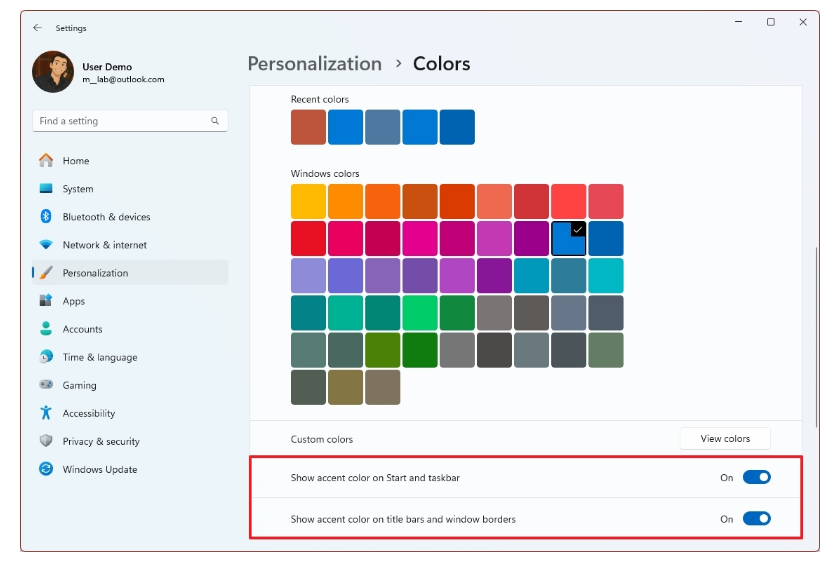 Settings
User Demo
m_lab@outlook.com
Find a setting
Home
System
Bluetooth & devices
Network & internet
Personalization
Apps
Accounts
Time & language
Gaming
Accessibility
Privacy & security
Windows Update
Personalization > Colors
Recent colors
Windows colors
Custom colors
View colors
Show accent color on Start and taskbar
On
Show accent color on title bars and window borders
On